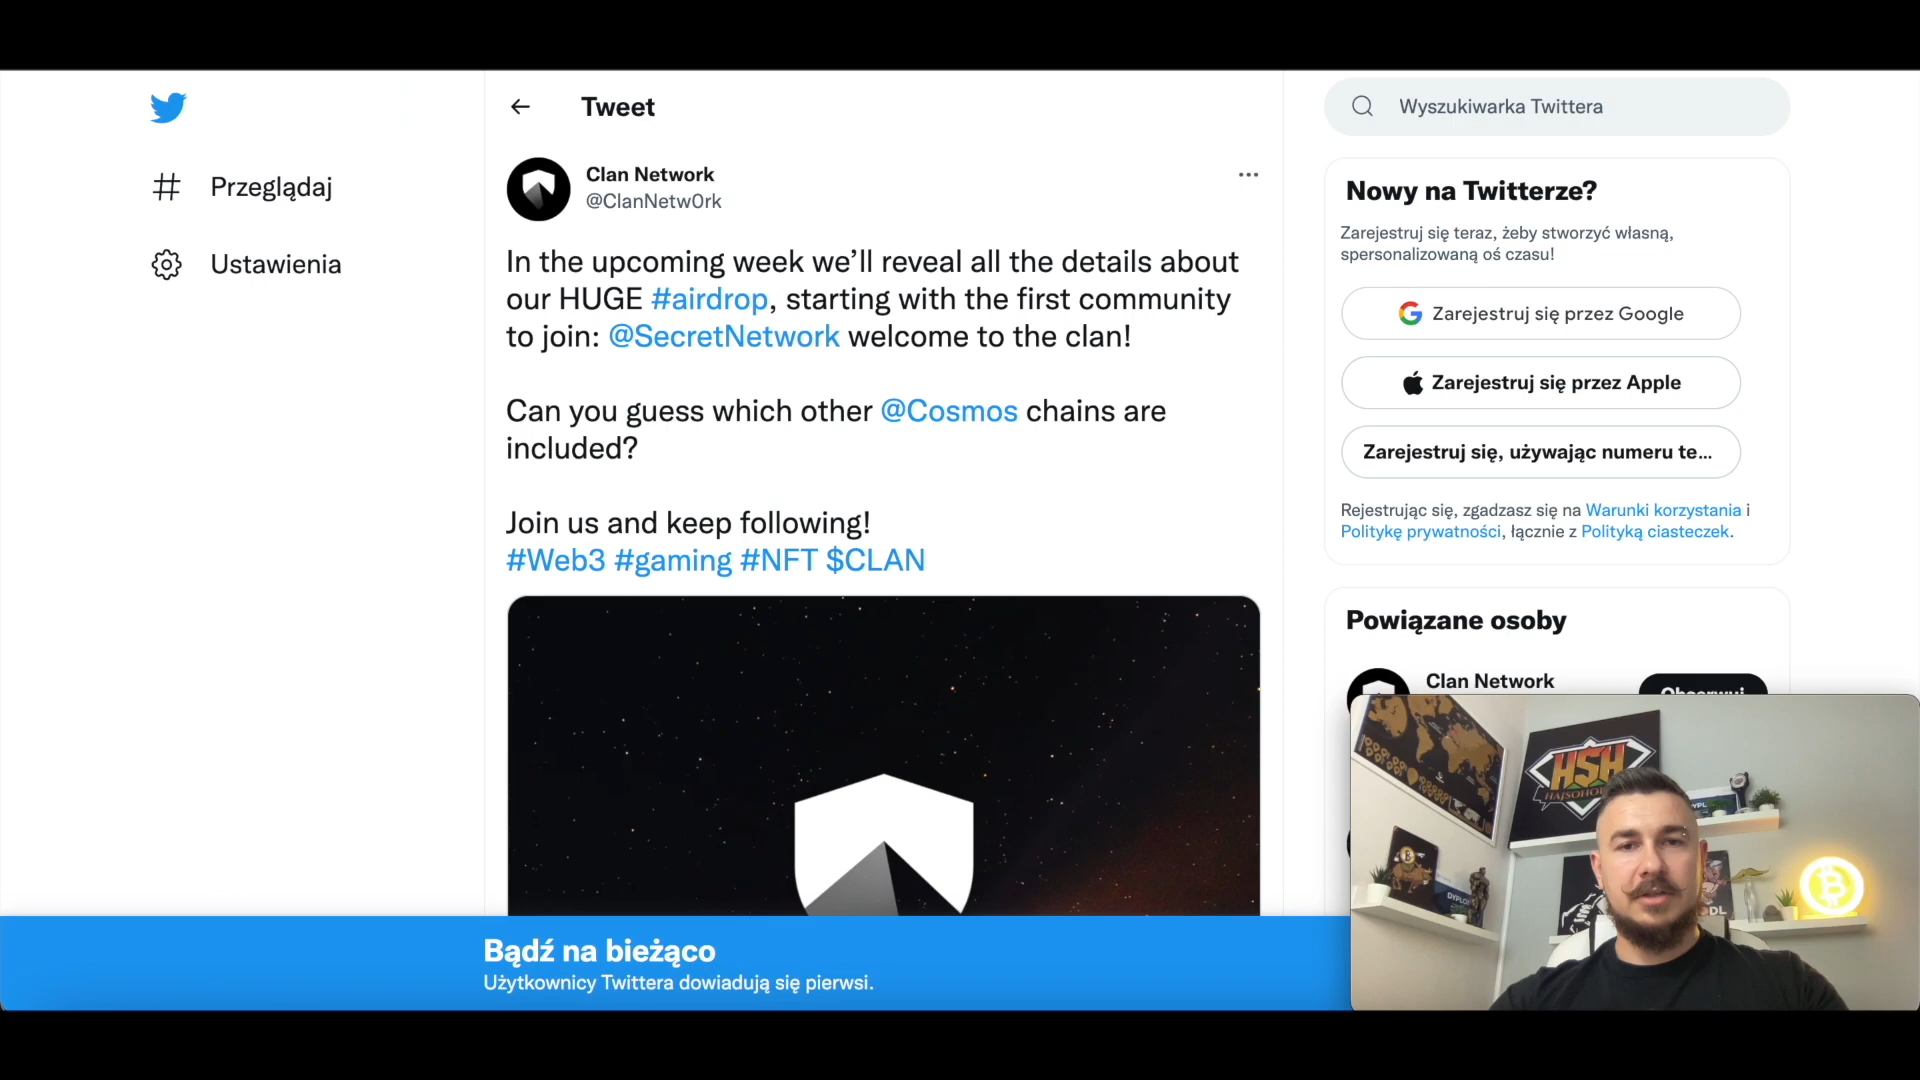 Tweet
Wyszukiwarka Twittera
Przeglądaj
Ustawienia
Clan Network
@ClanNetw0rk
In the upcoming week we’ll reveal all the details about
our HUGE #airdrop, starting with the first community
to join: @SecretNetwork welcome to the clan!
Can you guess which other @Cosmos chains are
included?
Join us and keep following!
#Web3 #gaming #NFT $CLAN
Nowy na Twitterze?
Zarejestruj się teraz, żeby stworzyć własną,
spersonalizowaną oś czasu!
Zarejestruj się przez Google
Zarejestruj się przez Apple
Zarejestruj się, używając numeru te...
Rejestrując się, zgadzasz się na Warunki korzystania i
Politykę prywatności, łącznie z Polityką ciasteczek.
Powiązane osoby
Clan Network
Obserwuj
H$H
Bądź na bieżąco
Użytkownicy Twittera dowiadują się pierwsi.